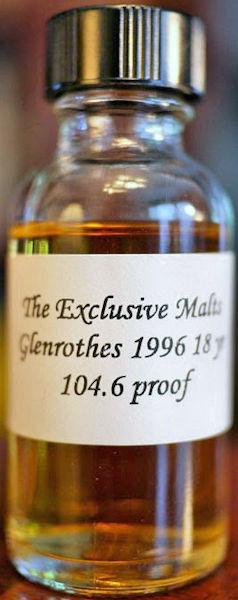 The Exclusive Malts
Glenrothes 1996 18 yr
104.6 proof